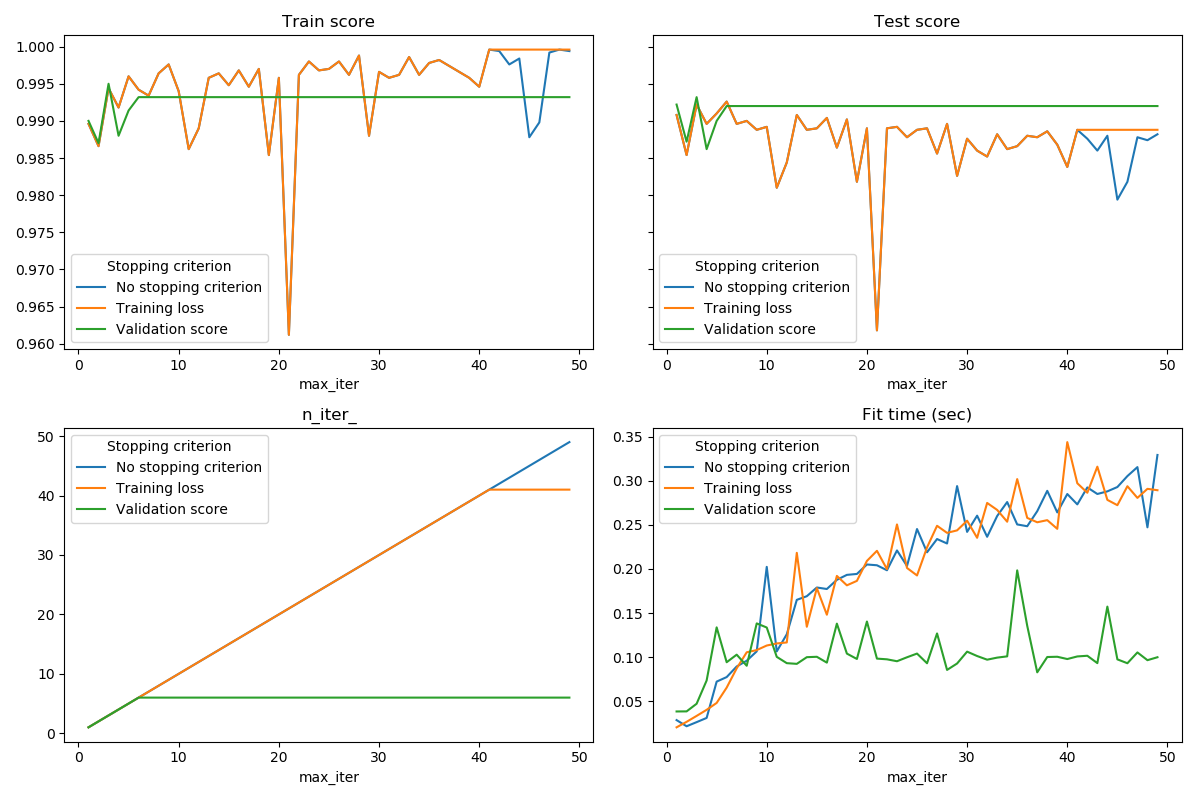 Train score
1.000
0.995
0.990
0.985
0.980
0.975
0.970
0.965
0.960
Stopping criterion
No stopping criterion
Training loss
Validation score
0 10 20 30 40 50
max_iter
Test score
Stopping criterion
No stopping criterion
Training loss
Validation score
0 10 20 30 40 50
max_iter
n_iter_
50
40
30
20
10
0
Stopping criterion
No stopping criterion
Training loss
Validation score
0 10 20 30 40 50
max_iter
Fit time (sec)
0.35
0.30
0.25
0.20
0.15
0.10
0.05
Stopping criterion
No stopping criterion
Training loss
Validation score
0 10 20 30 40 50
max_iter